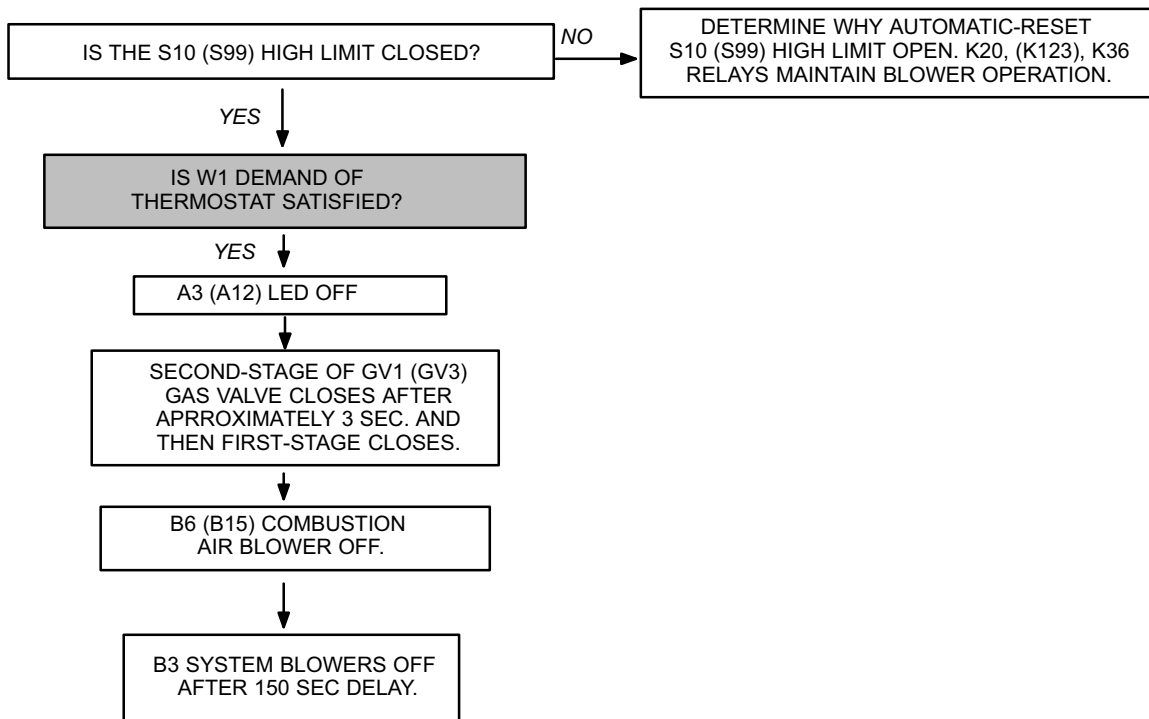 IS THE S10 (S99) HIGH LIMIT CLOSED?
NO
DETERMINE WHY AUTOMATIC-RESET
S10 (S99) HIGH LIMIT OPEN. K20, (K123), K36
RELAYS MAINTAIN BLOWER OPERATION.
YES
IS W1 DEMAND OF
THERMOSTAT SATISFIED?
YES
A3 (A12) LED OFF
SECOND-STAGE OF GV1 (GV3)
GAS VALVE CLOSES AFTER
APRROXIMATELY 3 SEC. AND
THEN FIRST-STAGE CLOSES.
B6 (B15) COMBUSTION
AIR BLOWER OFF.
B3 SYSTEM BLOWERS OFF
AFTER 150 SEC DELAY.